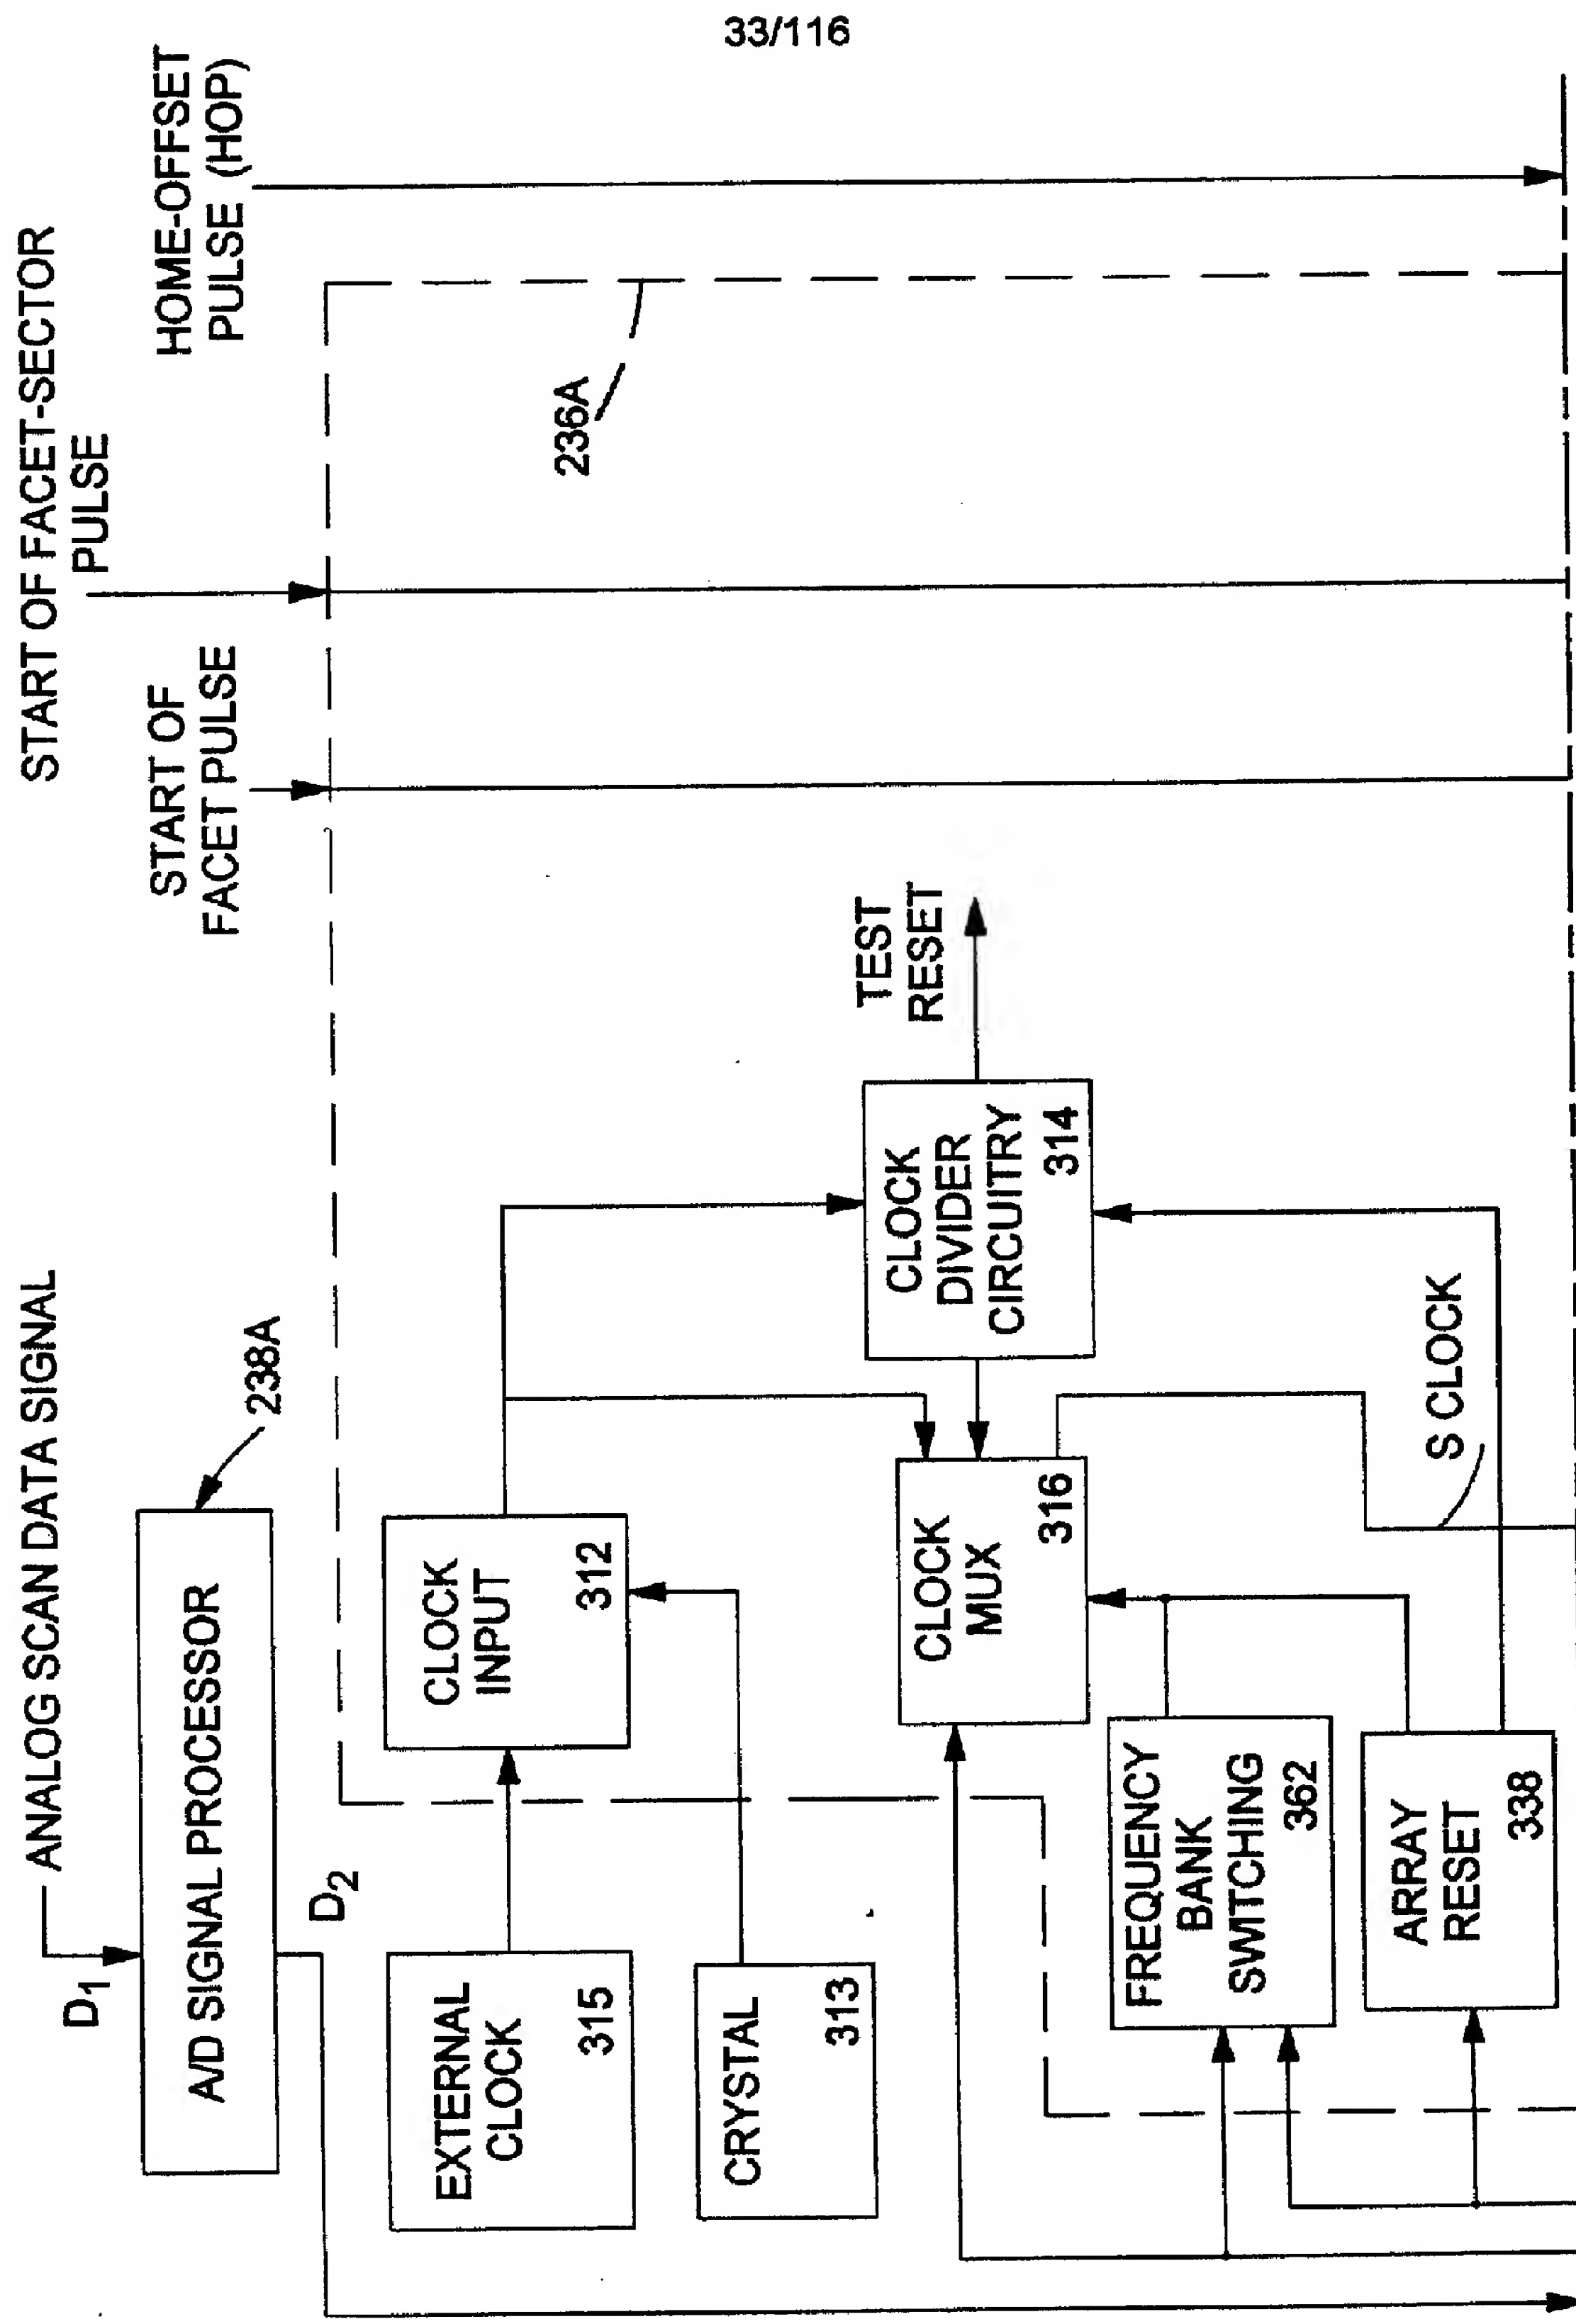 33/116
START OF FACET-SECTOR
PULSE
HOME-OFFSET
PULSE (HOP)
START OF
FACET PULSE
236A
ANALOG SCAN DATA SIGNAL
D1
A/D SIGNAL PROCESSOR
238A
D2
EXTERNAL
CLOCK
315
CLOCK
INPUT
312
CRYSTAL
313
CLOCK
DIVIDER
CIRCUITRY
314
TEST
RESET
CLOCK
MUX
316
FREQUENCY
BANK
SWITCHING
362
ARRAY
RESET
338
S CLOCK